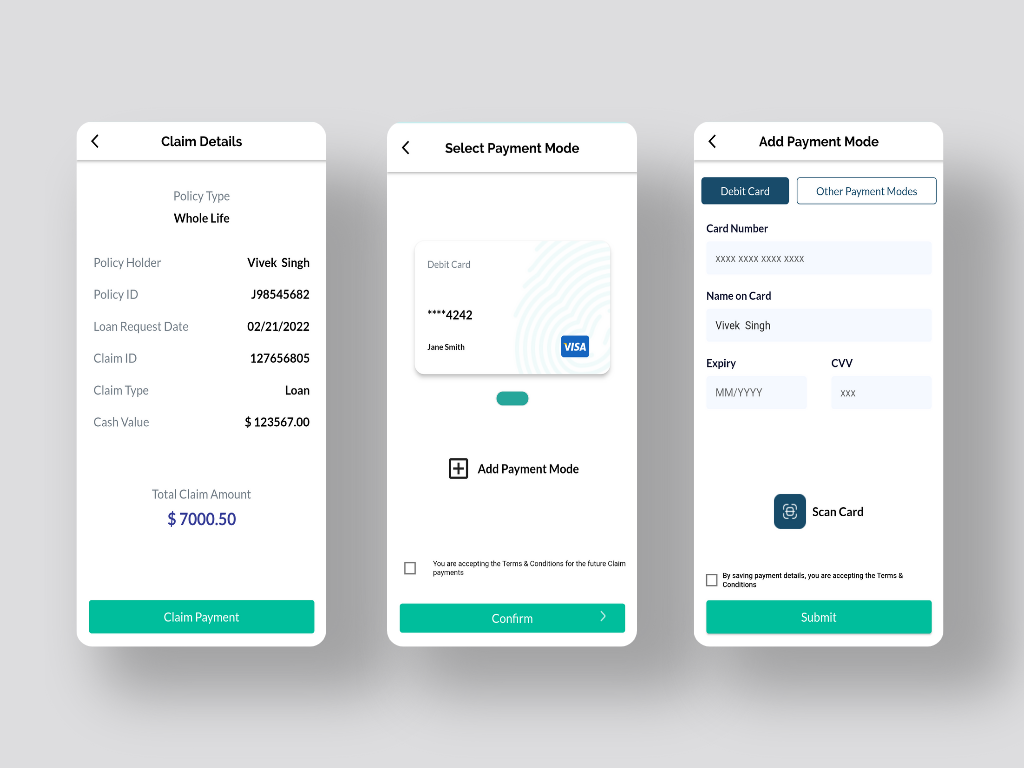 Claim Details
Policy Type
Whole Life
Policy Holder Vivek Singh
Policy ID J98545682
Loan Request Date 02/21/2022
Claim ID 127656805
Claim Type Loan
Cash Value $ 123567.00
Total Claim Amount
$ 7000.50
Claim Payment
Select Payment Mode
Debit Card
****4242
Jane Smith
VISA
Add Payment Mode
You are accepting the Terms & Conditions for the future Claim
payments
Confirm
Add Payment Mode
Debit Card Other Payment Modes
Card Number
xxxx xxxx xxxx xxxx
Name on Card
Vivek Singh
Expiry CVV
MM/YYYY xxx
Scan Card
By saving payment details, you are accepting the Terms &
Conditions
Submit